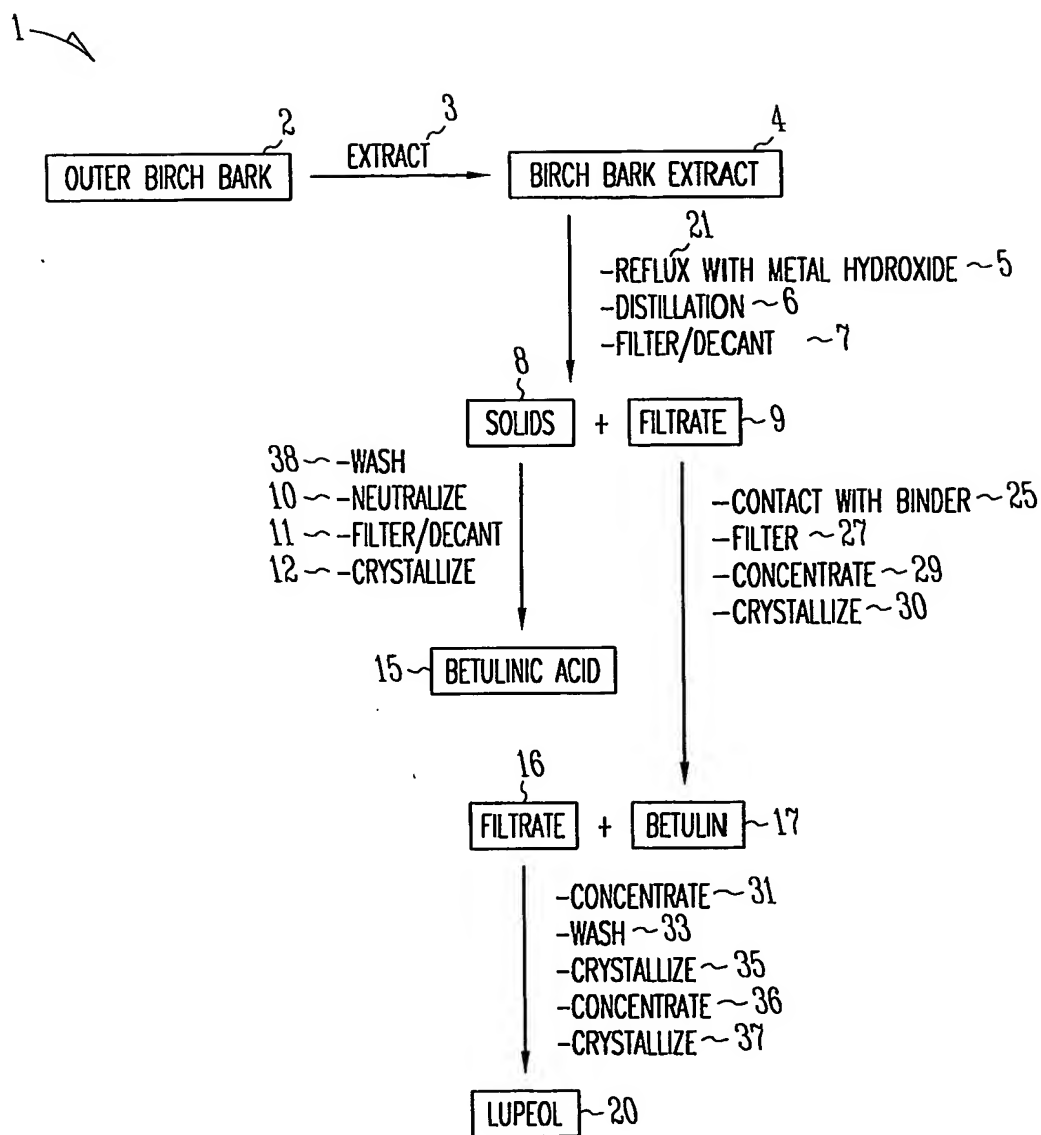 1
2
3
4
OUTER BIRCH BARK
EXTRACT
BIRCH BARK EXTRACT
21
-REFLUX WITH METAL HYDROXIDE ~5
-DISTILLATION ~6
-FILTER/DECANT ~7
8
SOLIDS + FILTRATE ~9
38 ~ -WASH
10 ~ -NEUTRALIZE
11 ~ -FILTER/DECANT
12 ~ -CRYSTALLIZE
-CONTACT WITH BINDER ~25
-FILTER ~27
-CONCENTRATE ~29
-CRYSTALLIZE ~30
15 ~ BETULINIC ACID
16
FILTRATE + BETULIN ~17
-CONCENTRATE ~31
-WASH ~33
-CRYSTALLIZE ~35
-CONCENTRATE ~36
-CRYSTALLIZE ~37
LUPEOL ~20